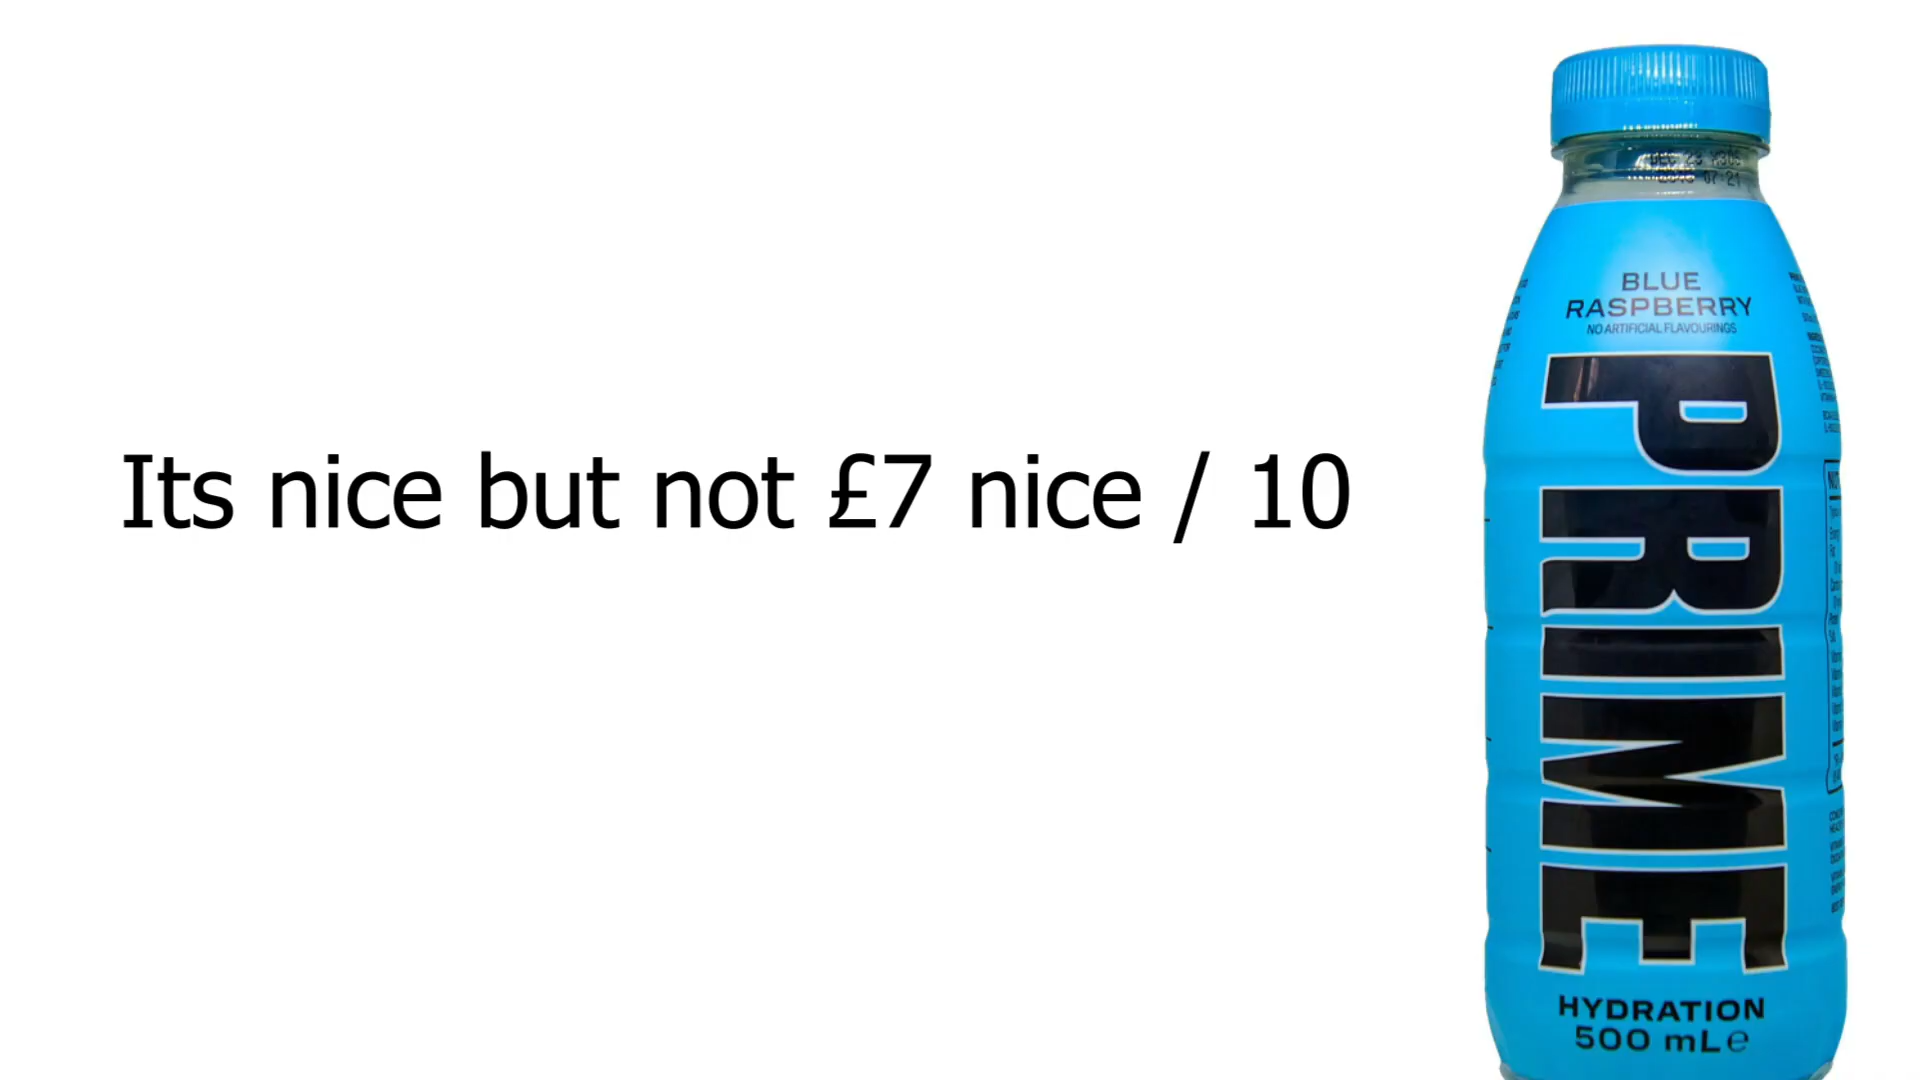 Its nice but not £7 nice / 10
BLUE
RASPBERRY
NO ARTIFICIAL FLAVOURINGS
PRIME
HYDRATION
500 mL e